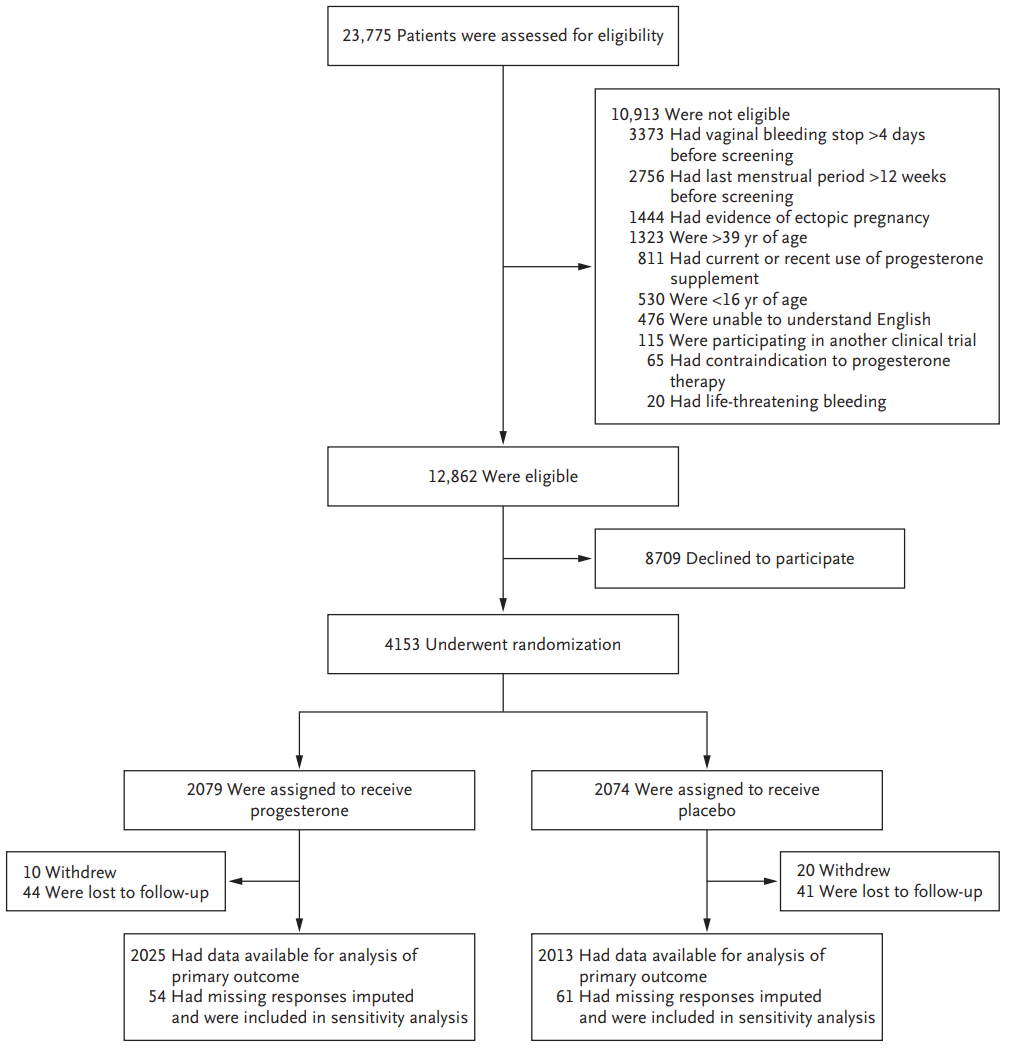 23,775 Patients were assessed for eligibility
10,913 Were not eligible
3373 Had vaginal bleeding stop >4 days
before screening
2756 Had last menstrual period >12 weeks
before screening
1444 Had evidence of ectopic pregnancy
1323 Were >39 yr of age
811 Had current or recent use of progesterone
supplement
530 Were <16 yr of age
476 Were unable to understand English
115 Were participating in another clinical trial
65 Had contraindication to progesterone
therapy
20 Had life-threatening bleeding
12,862 Were eligible
8709 Declined to participate
4153 Underwent randomization
2079 Were assigned to receive
progesterone
2074 Were assigned to receive
placebo
10 Withdrew
44 Were lost to follow-up
20 Withdrew
41 Were lost to follow-up
2025 Had data available for analysis of
primary outcome
54 Had missing responses imputed
and were included in sensitivity analysis
2013 Had data available for analysis of
primary outcome
61 Had missing responses imputed
and were included in sensitivity analysis